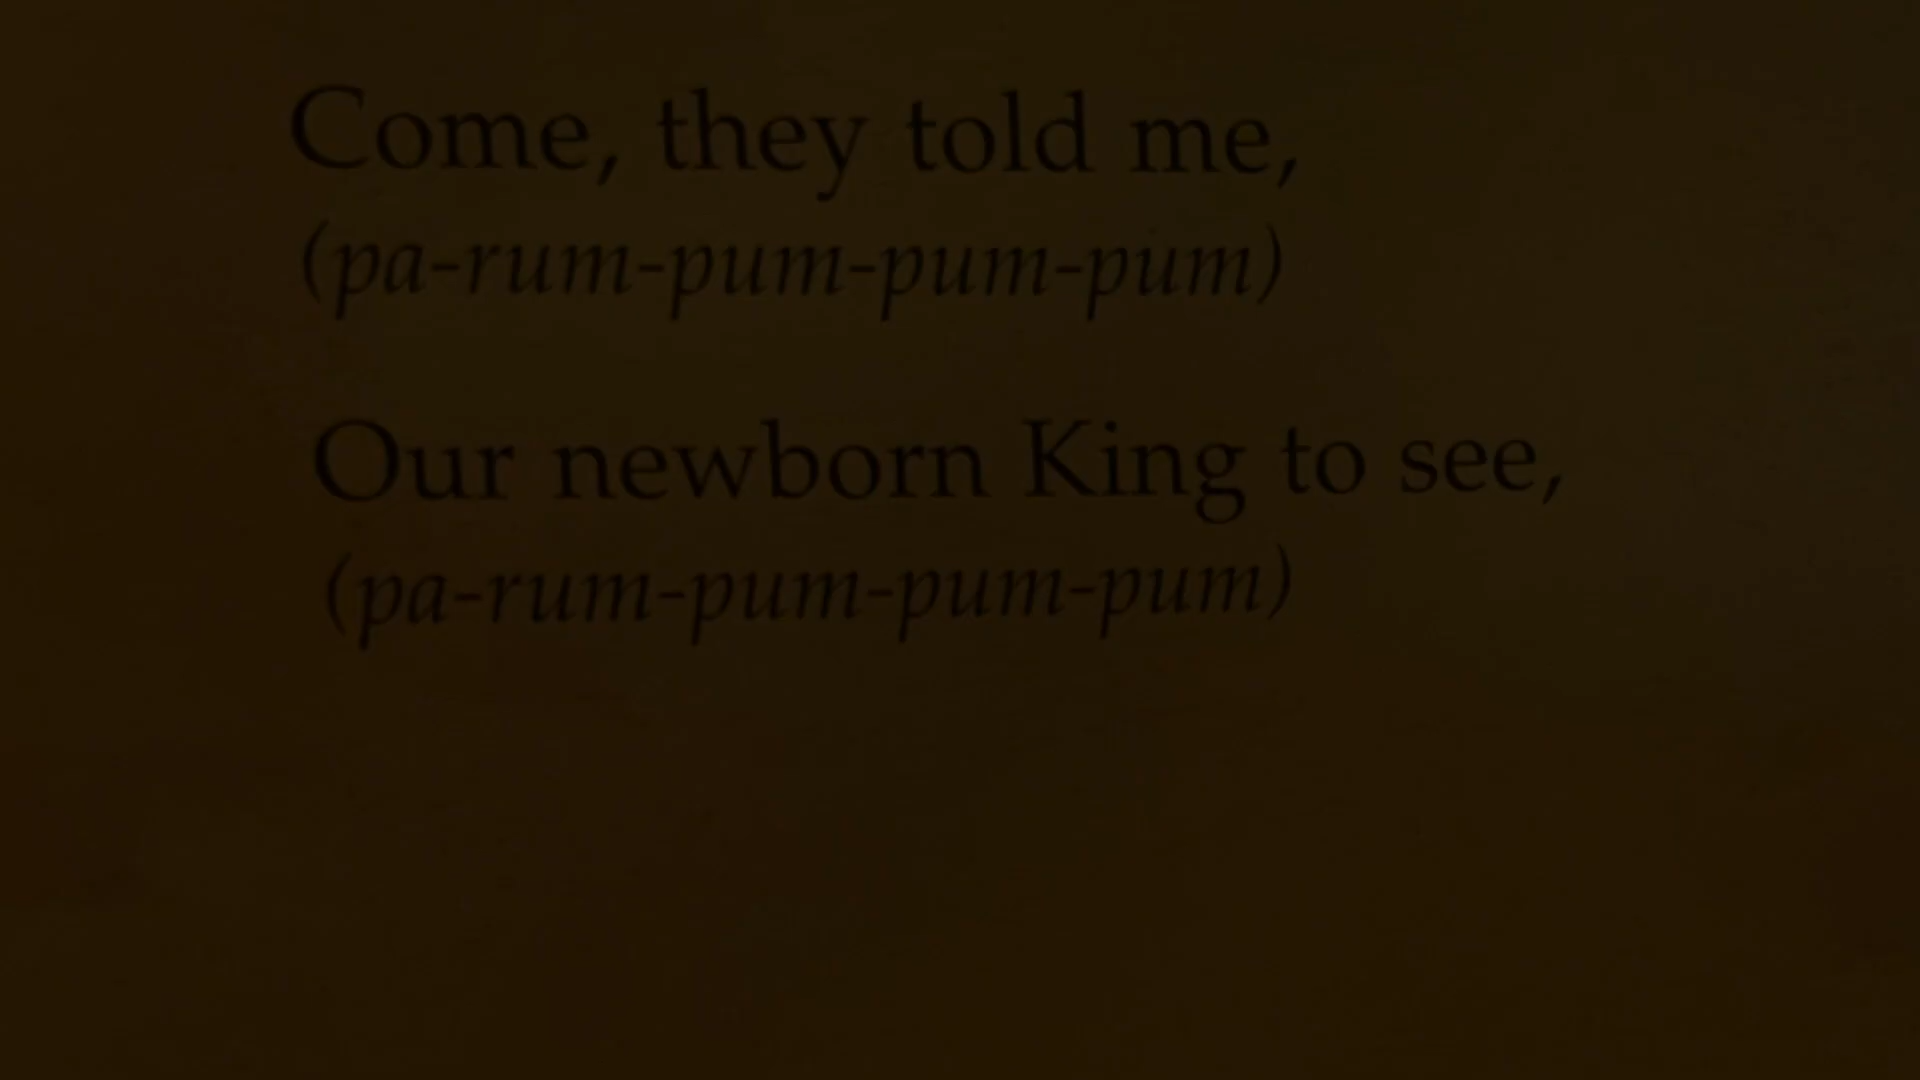 Come, they told me,
(pa-rum-pum-pum-pum)
Our newborn King to see,
(pa-rum-pum-pum-pum)